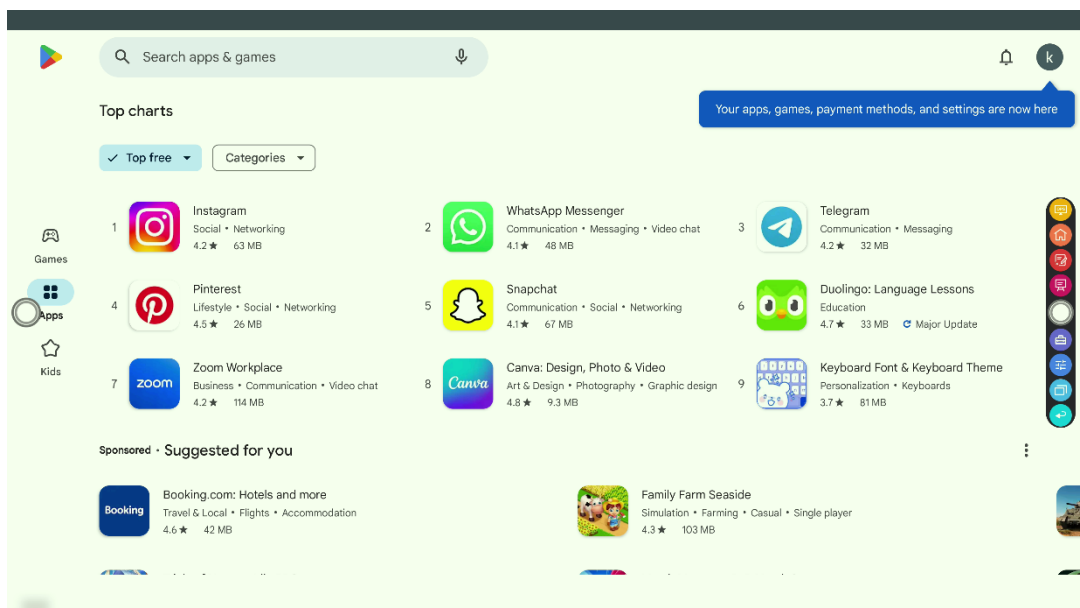 Search apps & games
k
Your apps, games, payment methods, and settings are now here
Top charts
Top free
Categories
Games
Apps
Kids
1
Instagram
Social • Networking
4.2★ 63 MB
2
WhatsApp Messenger
Communication • Messaging • Video chat
4.1★ 48 MB
3
Telegram
Communication • Messaging
4.2★ 32 MB
4
Pinterest
Lifestyle • Social • Networking
4.5★ 26 MB
5
Snapchat
Communication • Social • Networking
4.1★ 67 MB
6
Duolingo: Language Lessons
Education
4.7★ 33 MB Major Update
7
zoom
Zoom Workplace
Business • Communication • Video chat
4.2★ 114 MB
8
Canva
Canva: Design, Photo & Video
Art & Design • Photography • Graphic design
4.8★ 9.3 MB
9
Keyboard Font & Keyboard Theme
Personalization • Keyboards
3.7★ 81 MB
Sponsored · Suggested for you
Booking
Booking.com: Hotels and more
Travel & Local • Flights • Accommodation
4.6★ 42 MB
Family Farm Seaside
Simulation • Farming • Casual • Single player
4.3★ 103 MB